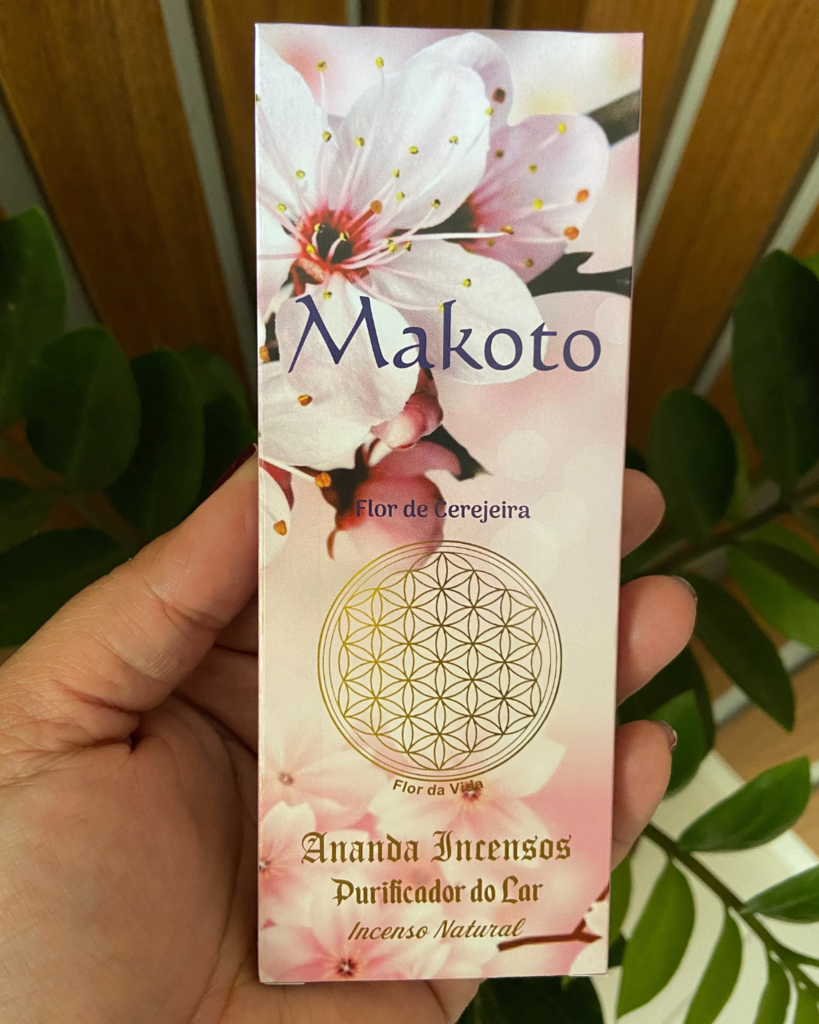 Makoto
Flor de Cerejeira
Flor da Vida
Ananda Incensos
Purificador do Lar
Incenso Natural